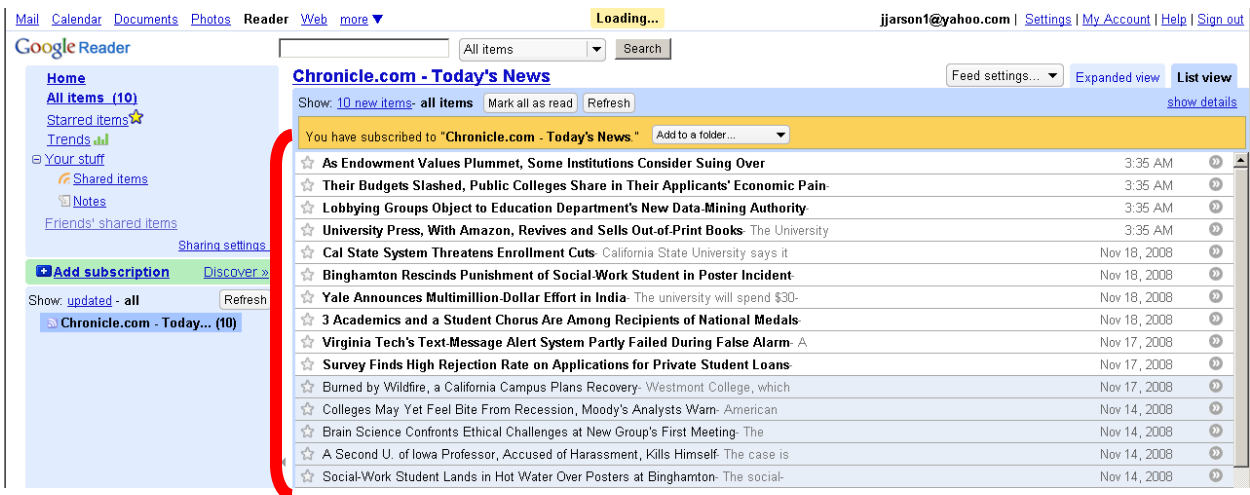 Mail Calendar Documents Photos Reader Web more ▼ Loading... jjarson1@yahoo.com | Settings | My Account | Help | Sign out
Google Reader All items Search
Home
All items (10)
Starred items
Trends
Your stuff
Shared items
Notes
Friends' shared items
Sharing settings
Add subscription Discover »
Show: updated - all Refresh
Chronicle.com - Today... (10)
Chronicle.com - Today's News Feed settings... Expanded view List view
Show: 10 new items- all items Mark all as read Refresh show details
You have subscribed to "Chronicle.com - Today's News." Add to a folder...
As Endowment Values Plummet, Some Institutions Consider Suing Over 3:35 AM
Their Budgets Slashed, Public Colleges Share in Their Applicants' Economic Pain- 3:35 AM
Lobbying Groups Object to Education Department's New Data-Mining Authority- 3:35 AM
University Press, With Amazon, Revives and Sells Out-of-Print Books- The University 3:35 AM
Cal State System Threatens Enrollment Cuts- California State University says it Nov 18, 2008
Binghamton Rescinds Punishment of Social-Work Student in Poster Incident- Nov 18, 2008
Yale Announces Multimillion-Dollar Effort in India- The university will spend $30- Nov 18, 2008
3 Academics and a Student Chorus Are Among Recipients of National Medals- Nov 18, 2008
Virginia Tech's Text-Message Alert System Partly Failed During False Alarm- A Nov 17, 2008
Survey Finds High Rejection Rate on Applications for Private Student Loans- Nov 17, 2008
Burned by Wildfire, a California Campus Plans Recovery- Westmont College, which Nov 17, 2008
Colleges May Yet Feel Bite From Recession, Moody's Analysts Warn- American Nov 14, 2008
Brain Science Confronts Ethical Challenges at New Group's First Meeting- The Nov 14, 2008
A Second U. of Iowa Professor, Accused of Harassment, Kills Himself- The case is Nov 14, 2008
Social-Work Student Lands in Hot Water Over Posters at Binghamton- The social- Nov 14, 2008